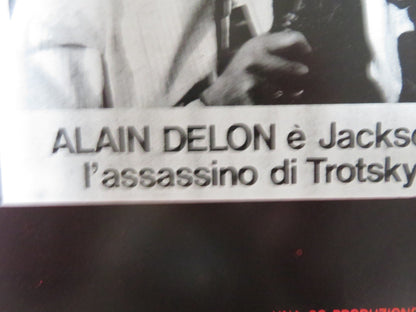 ALAIN DELON è Jackso
l'assassino di Trotsky